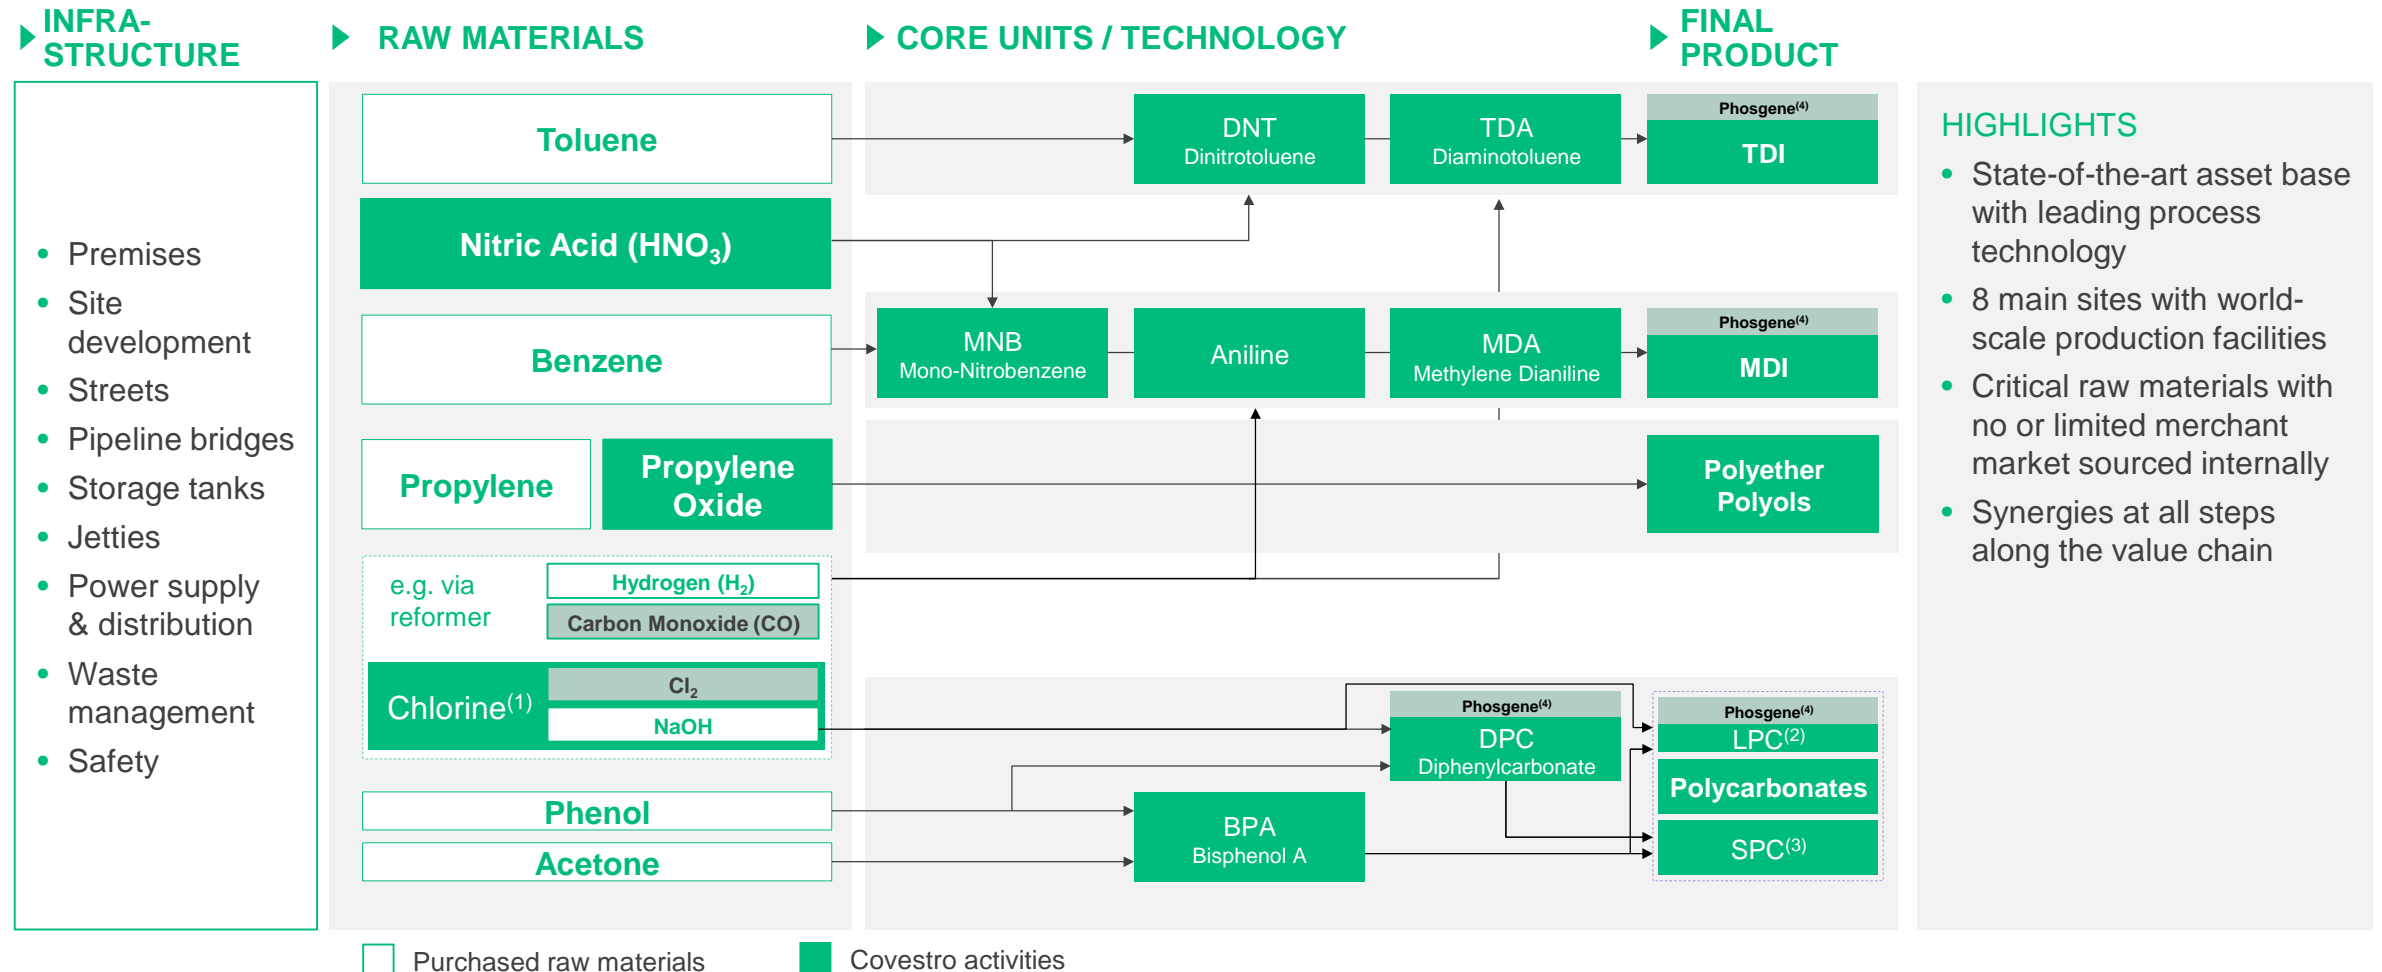 INFRA-
STRUCTURE
RAW MATERIALS
CORE UNITS / TECHNOLOGY
FINAL
PRODUCT
• Premises
• Site
development
• Streets
• Pipeline bridges
• Storage tanks
• Jetties
• Power supply
& distribution
• Waste
management
• Safety
Toluene
Nitric Acid (HNO₃)
Benzene
Propylene
Propylene
Oxide
e.g. via
reformer
Hydrogen (H₂)
Carbon Monoxide (CO)
Chlorine⁽¹⁾
Cl₂
NaOH
Phenol
Acetone
DNT
Dinitrotoluene
TDA
Diaminotoluene
Phosgene⁽⁴⁾
TDI
MNB
Mono-Nitrobenzene
Aniline
MDA
Methylene Dianiline
Phosgene⁽⁴⁾
MDI
Polyether
Polyols
Phosgene⁽⁴⁾
DPC
Diphenylcarbonate
BPA
Bisphenol A
Phosgene⁽⁴⁾
LPC⁽²⁾
Polycarbonates
SPC⁽³⁾
HIGHLIGHTS
• State-of-the-art asset base
with leading process
technology
• 8 main sites with world-
scale production facilities
• Critical raw materials with
no or limited merchant
market sourced internally
• Synergies at all steps
along the value chain
Purchased raw materials
Covestro activities